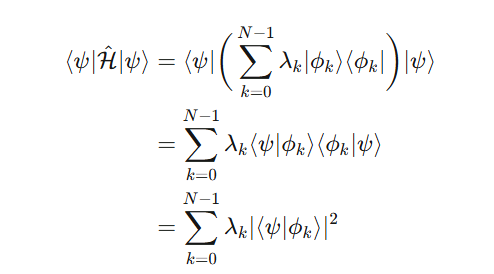 ⟨ψ|Ĥ|ψ⟩ = ⟨ψ|(∑_{k=0}^{N−1} λ_k|ϕ_k⟩⟨ϕ_k|)|ψ⟩
= ∑_{k=0}^{N−1} λ_k⟨ψ|ϕ_k⟩⟨ϕ_k|ψ⟩
= ∑_{k=0}^{N−1} λ_k|⟨ψ|ϕ_k⟩|²